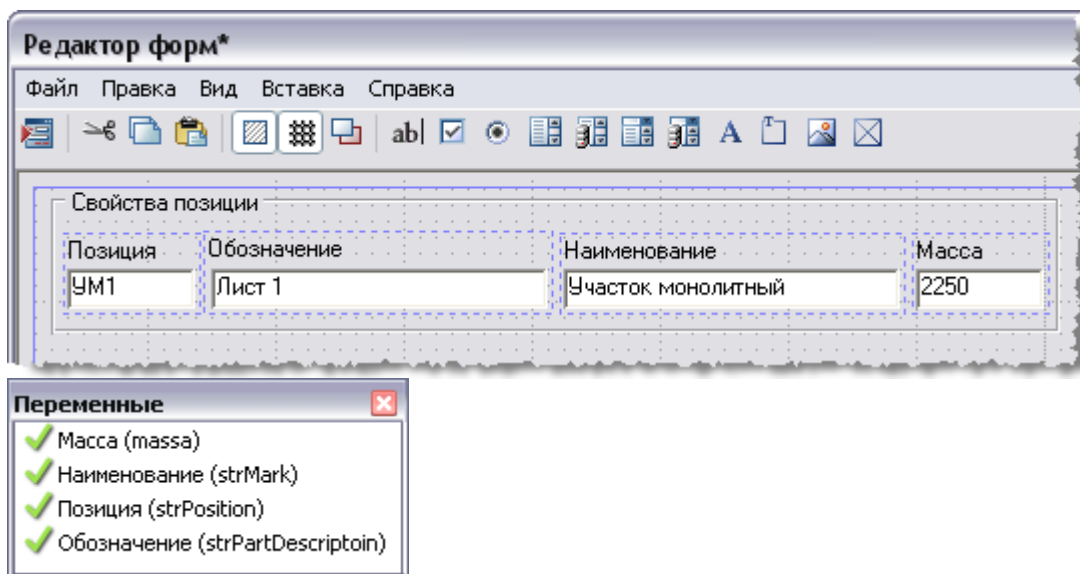 Редактор форм*
Файл Правка Вид Вставка Справка
ab| A T
Свойства позиции
Позиция Обозначение Наименование Масса
УМ1 Лист 1 Участок монолитный 2250
Переменные
Масса (massa)
Наименование (strMark)
Позиция (strPosition)
Обозначение (strPartDescriptoin)